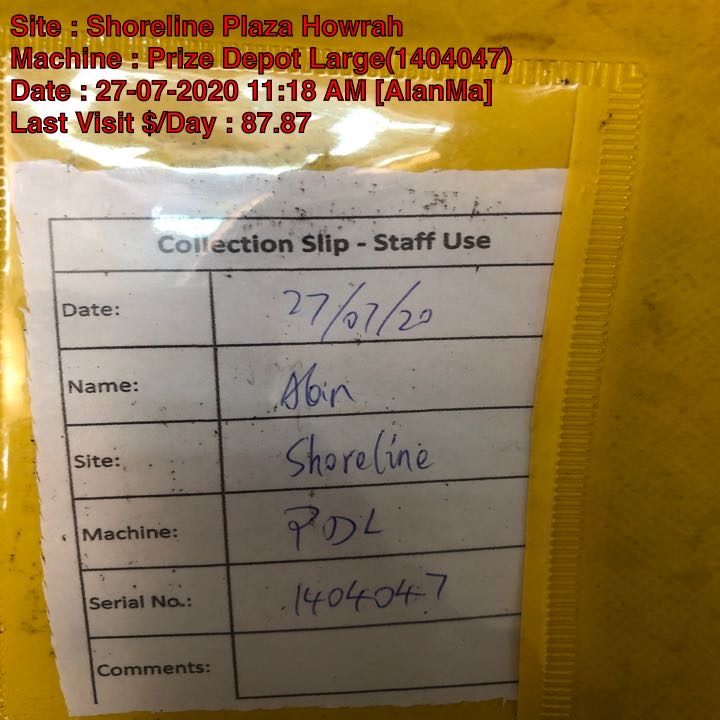 Site : Shoreline Plaza Howrah
Machine : Prize Depot Large(1404047)
Date : 27-07-2020 11:18 AM [AlanMa]
Last Visit $/Day : 87.87
Collection Slip - Staff Use
Date: 27/07/20
Name: Alan
Site: Shoreline
Machine: PDL
Serial No.: 1404047
Comments: